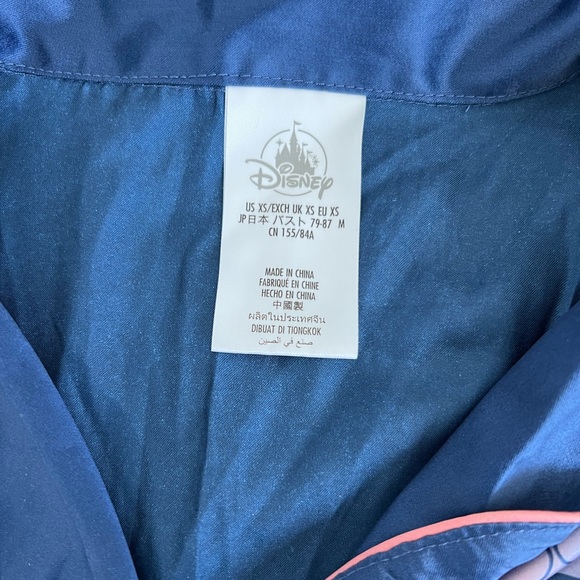 Disney
US XS/EXCH UK XS EU XS
JP日本 バスト 79-87 M
CN 155/84A
MADE IN CHINA
FABRIQUÉ EN CHINE
HECHO EN CHINA
中國製
ผลิตในประเทศจีน
DIBUAT DI TIONGKOK
صنع في الصين